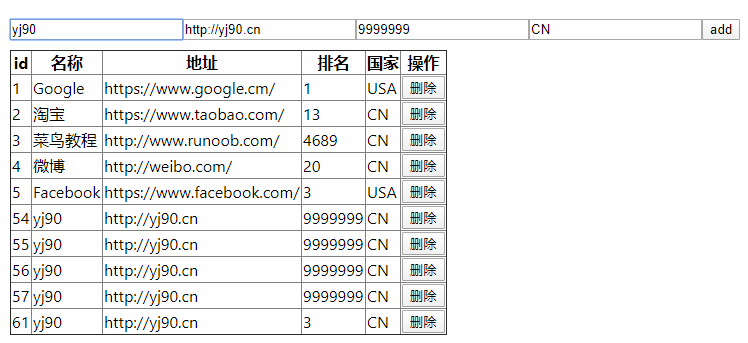 yj90 http://yj90.cn 9999999 CN add
id 名称 地址 排名 国家 操作
1 Google https://www.google.cm/ 1 USA 删除
2 淘宝 https://www.taobao.com/ 13 CN 删除
3 菜鸟教程 http://www.runoob.com/ 4689 CN 删除
4 微博 http://weibo.com/ 20 CN 删除
5 Facebook https://www.facebook.com/ 3 USA 删除
54 yj90 http://yj90.cn 9999999 CN 删除
55 yj90 http://yj90.cn 9999999 CN 删除
56 yj90 http://yj90.cn 9999999 CN 删除
57 yj90 http://yj90.cn 9999999 CN 删除
61 yj90 http://yj90.cn 3 CN 删除